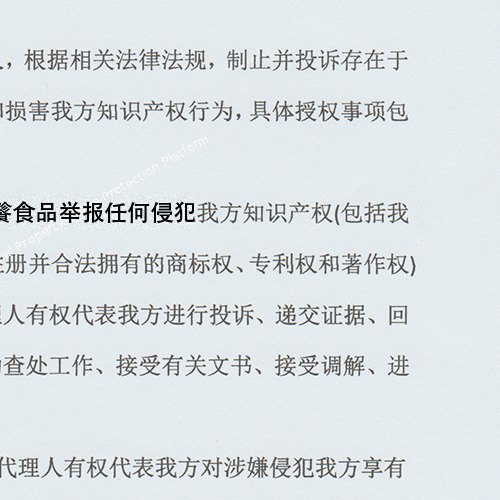 ，根据相关法律法规，制止并投诉存在于
损害我方知识产权行为，具体授权事项包
Protection Platform
餐食品举报任何侵犯我方知识产权(包括我
册并合法拥有的商标权、专利权和著作权)
理人有权代表我方进行投诉、递交证据、回
查处工作、接受有关文书、接受调解、进
代理人有权代表我方对涉嫌侵犯我方享有